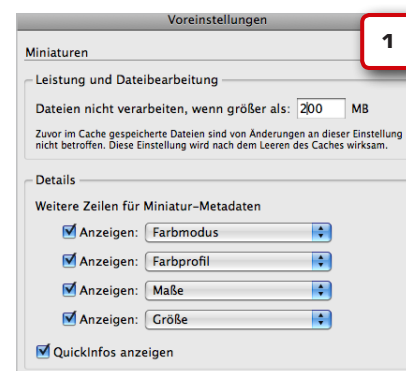 Voreinstellungen
1
Miniaturen
Leistung und Dateibearbeitung
Dateien nicht verarbeiten, wenn größer als: 200 MB
Zuvor im Cache gespeicherte Dateien sind von Änderungen an dieser Einstellung
nicht betroffen. Diese Einstellung wird nach dem Leeren des Caches wirksam.
Details
Weitere Zeilen für Miniatur-Metadaten
Anzeigen: Farbmodus
Anzeigen: Farbprofil
Anzeigen: Maße
Anzeigen: Größe
QuickInfos anzeigen